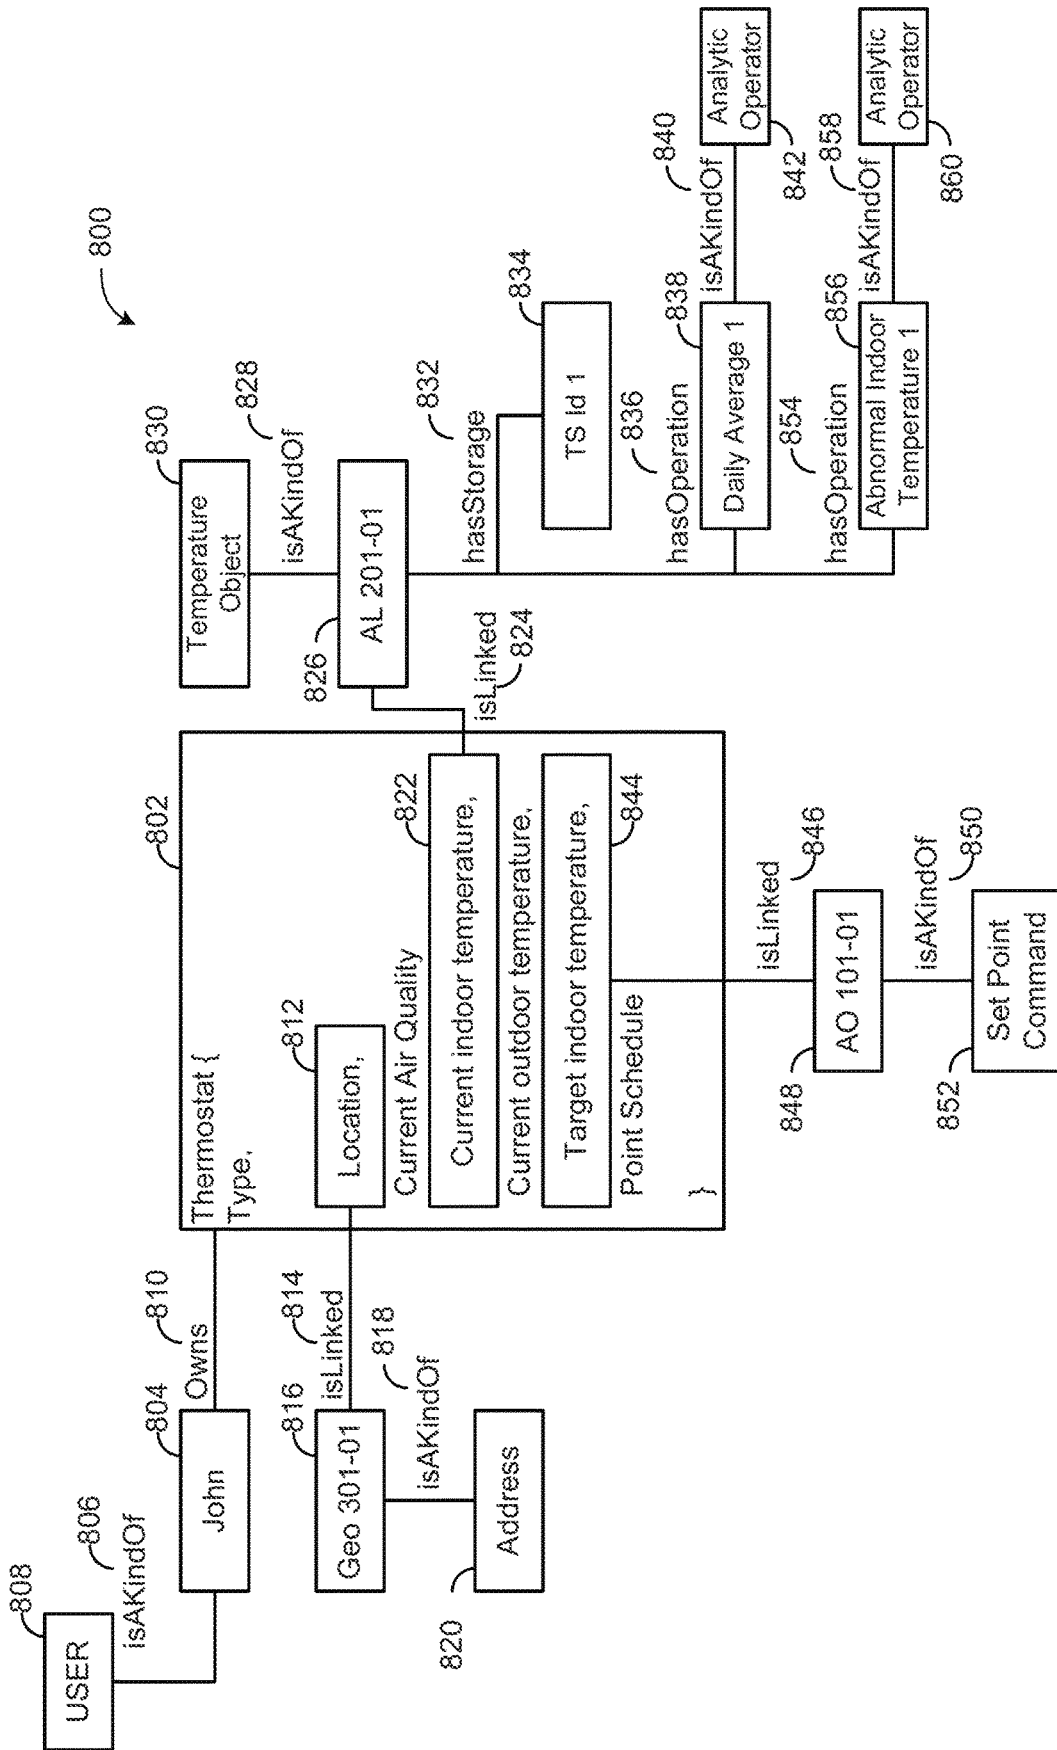 800
USER
808
isAKindOf
806
John
804
Owns
810
Geo 301-01
816
isLinked
814
isAKindOf
818
Address
820
802
Thermostat {
Type,
Location,
812
Current Air Quality
Current indoor temperature,
822
Current outdoor temperature,
Target indoor temperature,
844
Point Schedule
}
isLinked
824
isLinked
846
AO 101-01
848
isAKindOf
850
Set Point
Command
852
Temperature
Object
830
isAKindOf
828
AL 201-01
826
hasStorage
832
TS Id 1
834
hasOperation
836
Daily Average 1
838
isAKindOf
840
Analytic
Operator
842
hasOperation
854
Abnormal Indoor
Temperature 1
856
isAKindOf
858
Analytic
Operator
860